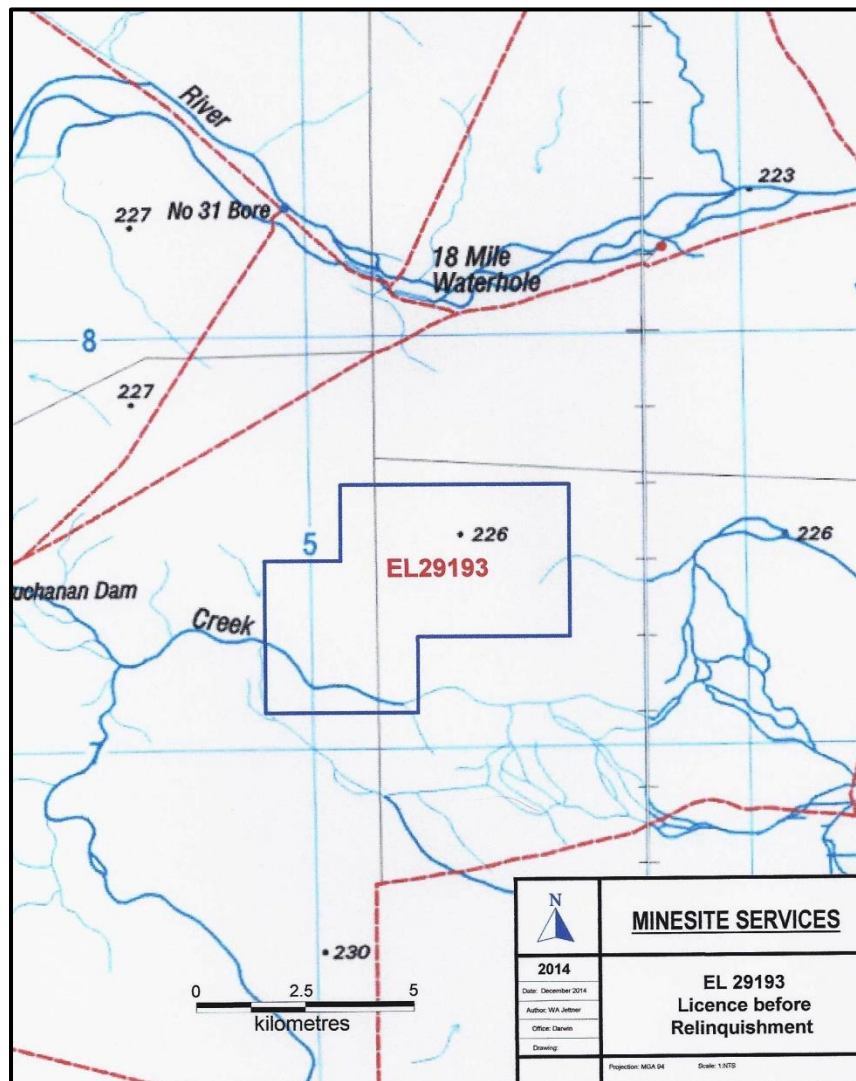 River
223
227
No 31 Bore
18 Mile
Waterhole
8
227
5
226
226
EL29193
uchanan Dam
Creek
230
0 2.5 5
kilometres
N
MINESITE SERVICES
2014
Date: December 2014
Author: WA Jettner
Office: Darwin
Drawing:
EL 29193
Licence before
Relinquishment
Projection: MGA 94 Scale: 1:NTS